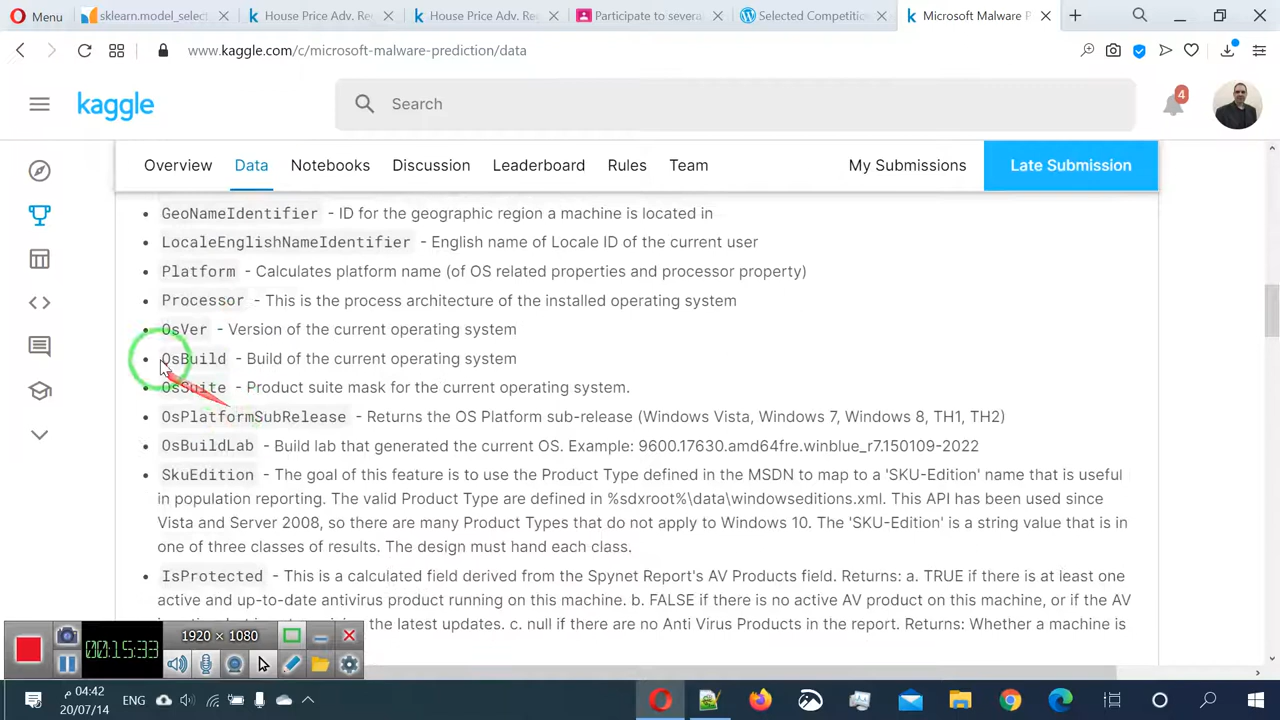 Menu
sklearn.model_select
House Price Adv. Re
House Price Adv. Re
Participate to severa
Selected Competitic
Microsoft Malware P
www.kaggle.com/c/microsoft-malware-prediction/data
kaggle
Search
4
Overview Data Notebooks Discussion Leaderboard Rules Team My Submissions Late Submission
GeoNameIdentifier - ID for the geographic region a machine is located in
LocaleEnglishNameIdentifier - English name of Locale ID of the current user
Platform - Calculates platform name (of OS related properties and processor property)
Processor - This is the process architecture of the installed operating system
OsVer - Version of the current operating system
OsBuild - Build of the current operating system
OsSuite - Product suite mask for the current operating system.
OsPlatformSubRelease - Returns the OS Platform sub-release (Windows Vista, Windows 7, Windows 8, TH1, TH2)
OsBuildLab - Build lab that generated the current OS. Example: 9600.17630.amd64fre.winblue_r7.150109-2022
SkuEdition - The goal of this feature is to use the Product Type defined in the MSDN to map to a 'SKU-Edition' name that is useful
in population reporting. The valid Product Type are defined in %sdxroot%\data\windowseditions.xml. This API has been used since
Vista and Server 2008, so there are many Product Types that do not apply to Windows 10. The 'SKU-Edition' is a string value that is in
one of three classes of results. The design must hand each class.
IsProtected - This is a calculated field derived from the Spynet Report's AV Products field. Returns: a. TRUE if there is at least one
active and up-to-date antivirus product running on this machine. b. FALSE if there is no active AV product on this machine, or if the AV
the latest updates. c. null if there are no Anti Virus Products in the report. Returns: Whether a machine is
1920 × 1080
00:15:33
04:42 م
ENG
20/07/14